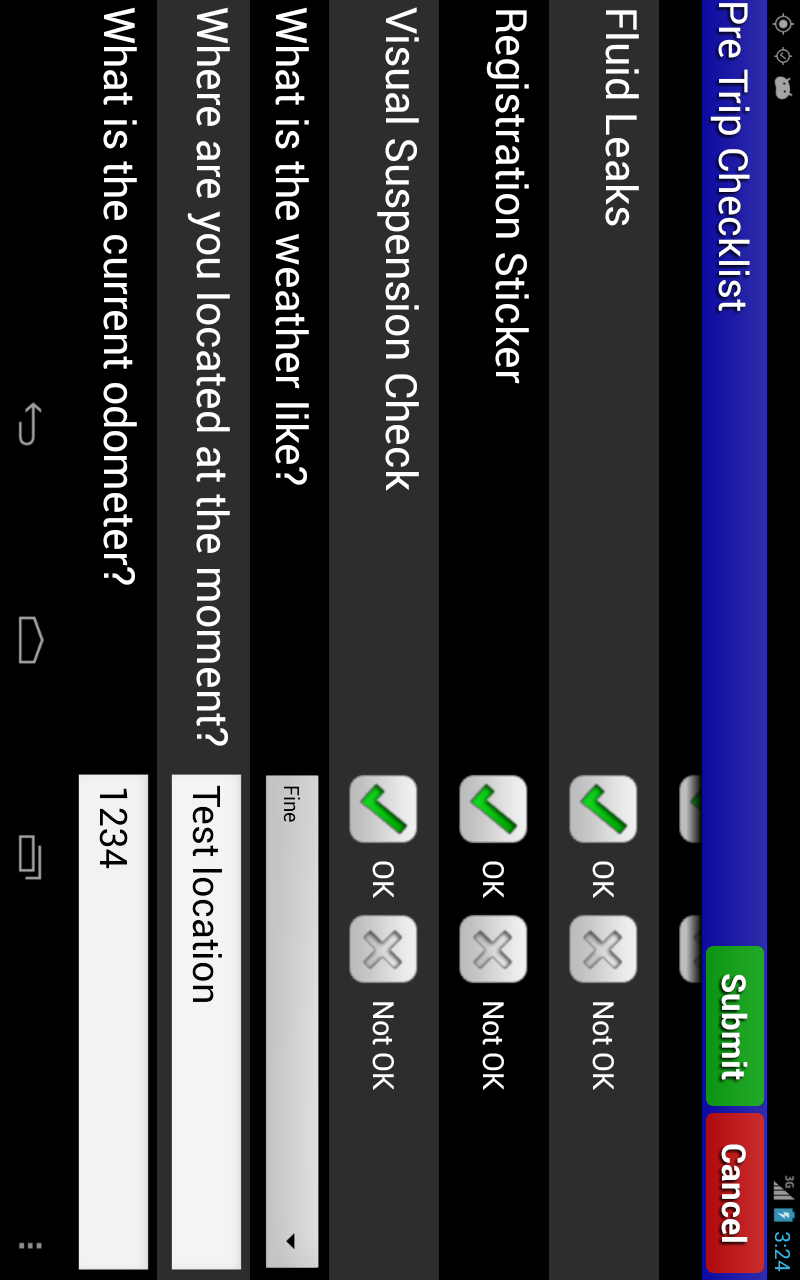 3G 3:24
Pre Trip Checklist Submit Cancel
Fluid Leaks OK Not OK
Registration Sticker OK Not OK
Visual Suspension Check OK Not OK
What is the weather like? Fine
Where are you located at the moment? Test location
What is the current odometer? 1234